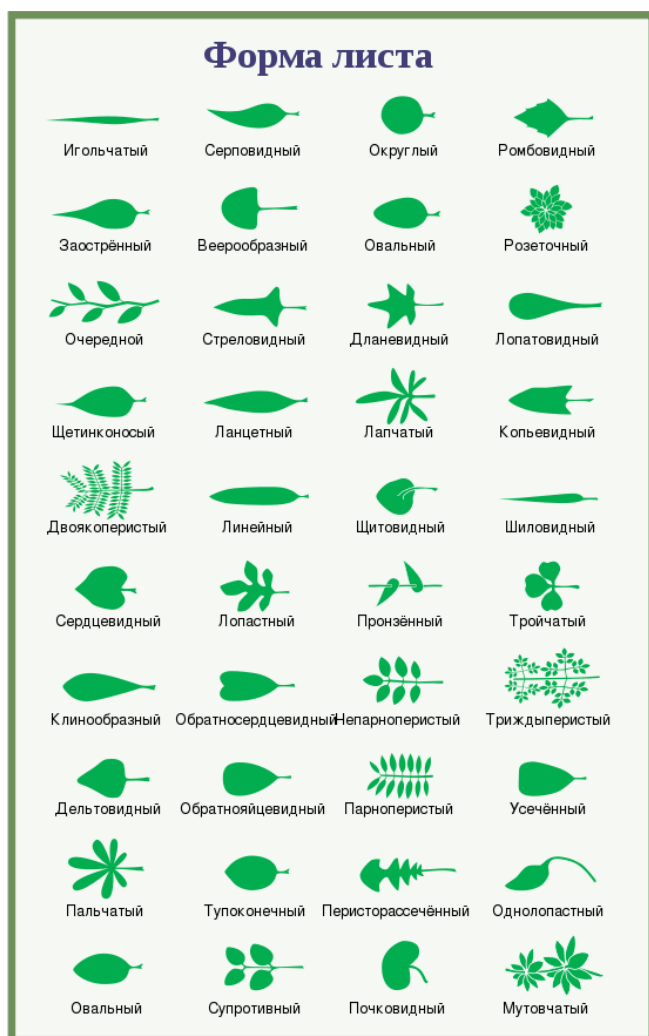 Форма листа
Игольчатый Серповидный Округлый Ромбовидный
Заострённый Веерообразный Овальный Розеточный
Очередной Стреловидный Дланевидный Лопатовидный
Щетинконосый Ланцетный Лапчатый Копьевидный
Двоякоперистый Линейный Щитовидный Шиловидный
Сердцевидный Лопастный Пронзённый Тройчатый
Клинообразный Обратносердцевидный Непарноперистый Триждыперистый
Дельтовидный Обратнояйцевидный Парноперистый Усечённый
Пальчатый Тупоконечный Перисторассечённый Однолопастный
Овальный Супротивный Почковидный Мутовчатый